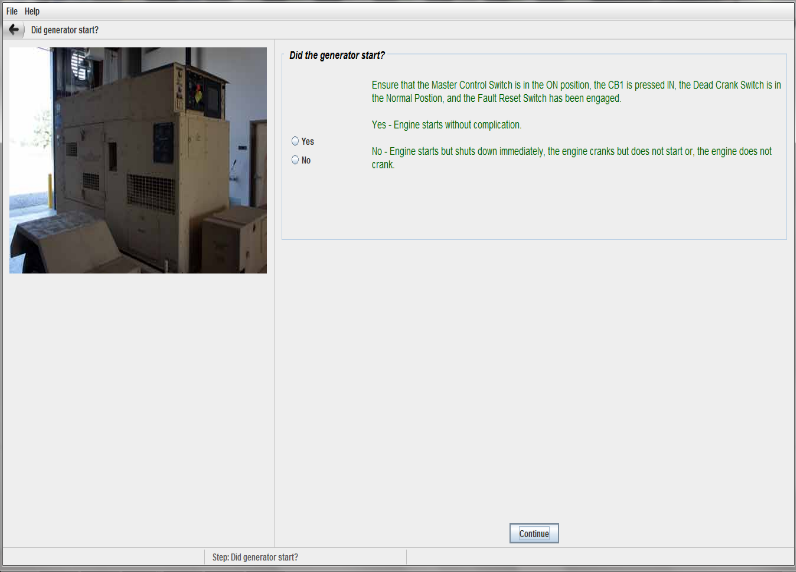 File Help
Did generator start?
Did the generator start?
Ensure that the Master Control Switch is in the ON position, the CB1 is pressed IN, the Dead Crank Switch is in
the Normal Postion, and the Fault Reset Switch has been engaged.
Yes - Engine starts without complication.
Yes
No - Engine starts but shuts down immediately, the engine cranks but does not start or, the engine does not
No
crank.
Continue
Step: Did generator start?